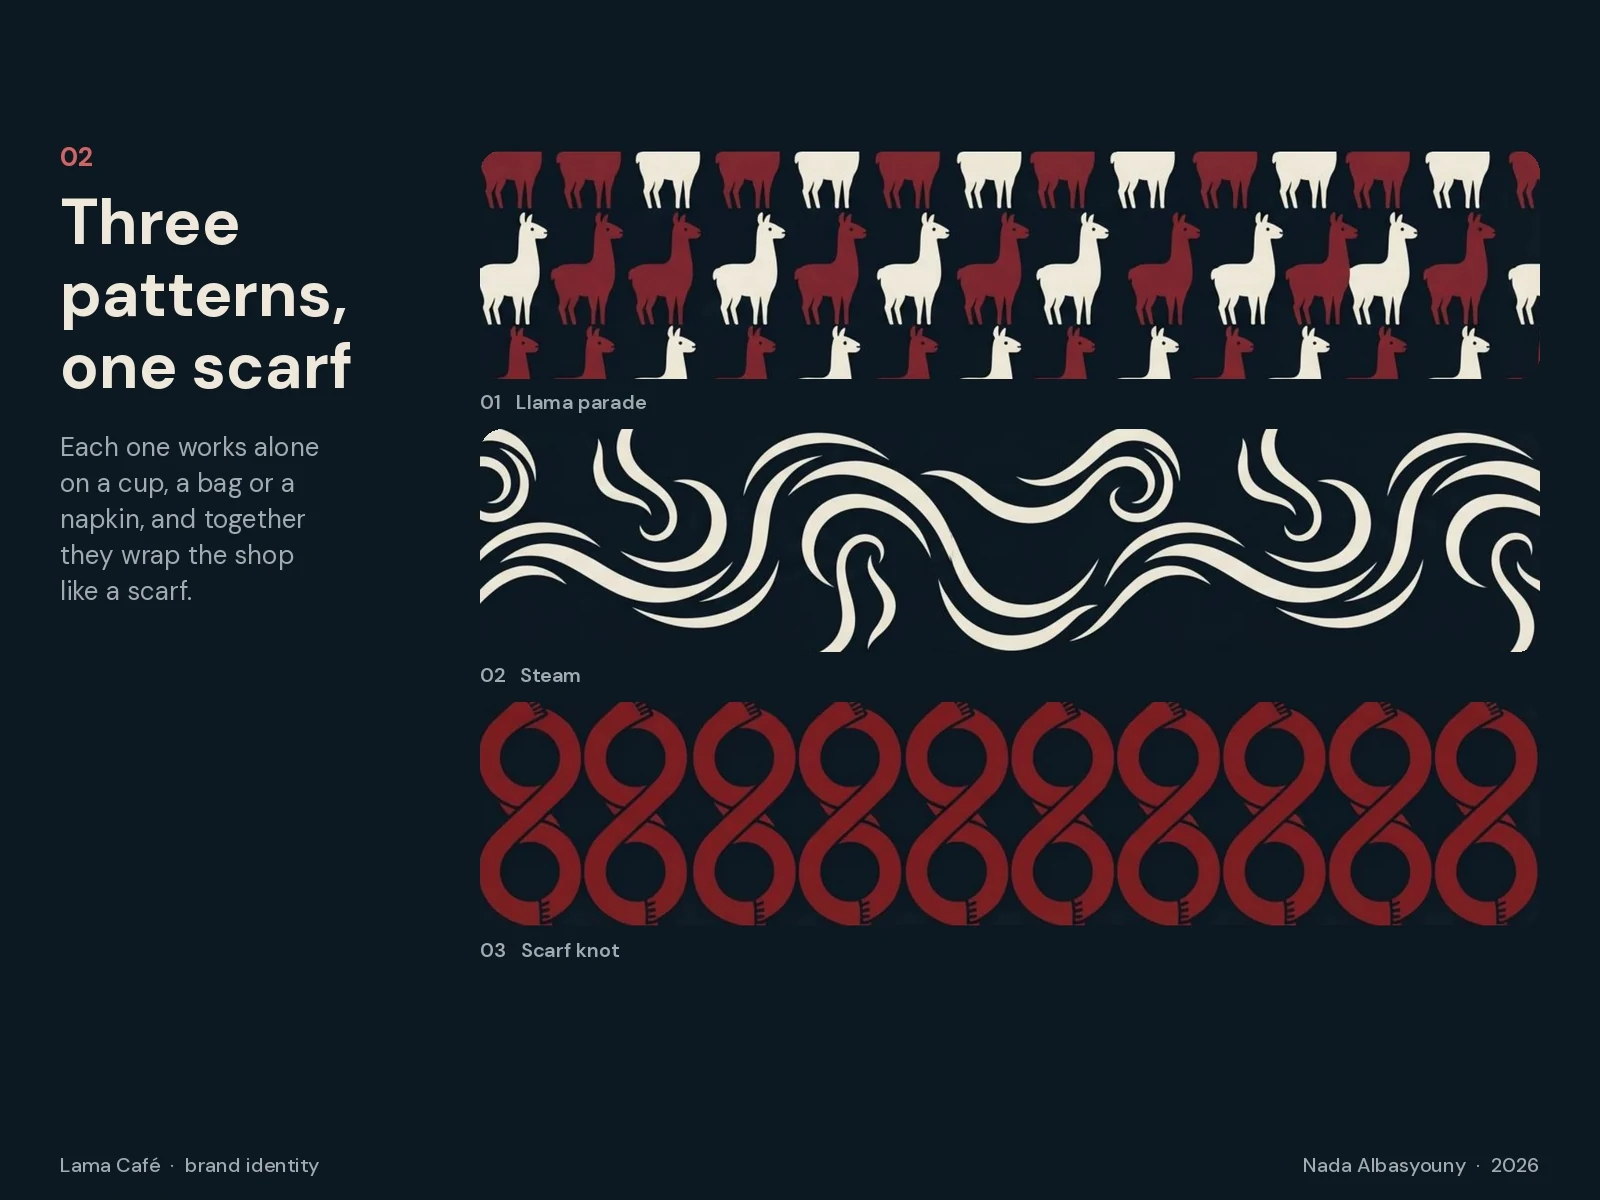 02
Three
patterns,
one scarf
Each one works alone
on a cup, a bag or a
napkin, and together
they wrap the shop
like a scarf.
01 Llama parade
02 Steam
03 Scarf knot
Lama Café · brand identity
Nada Albasyouny · 2026